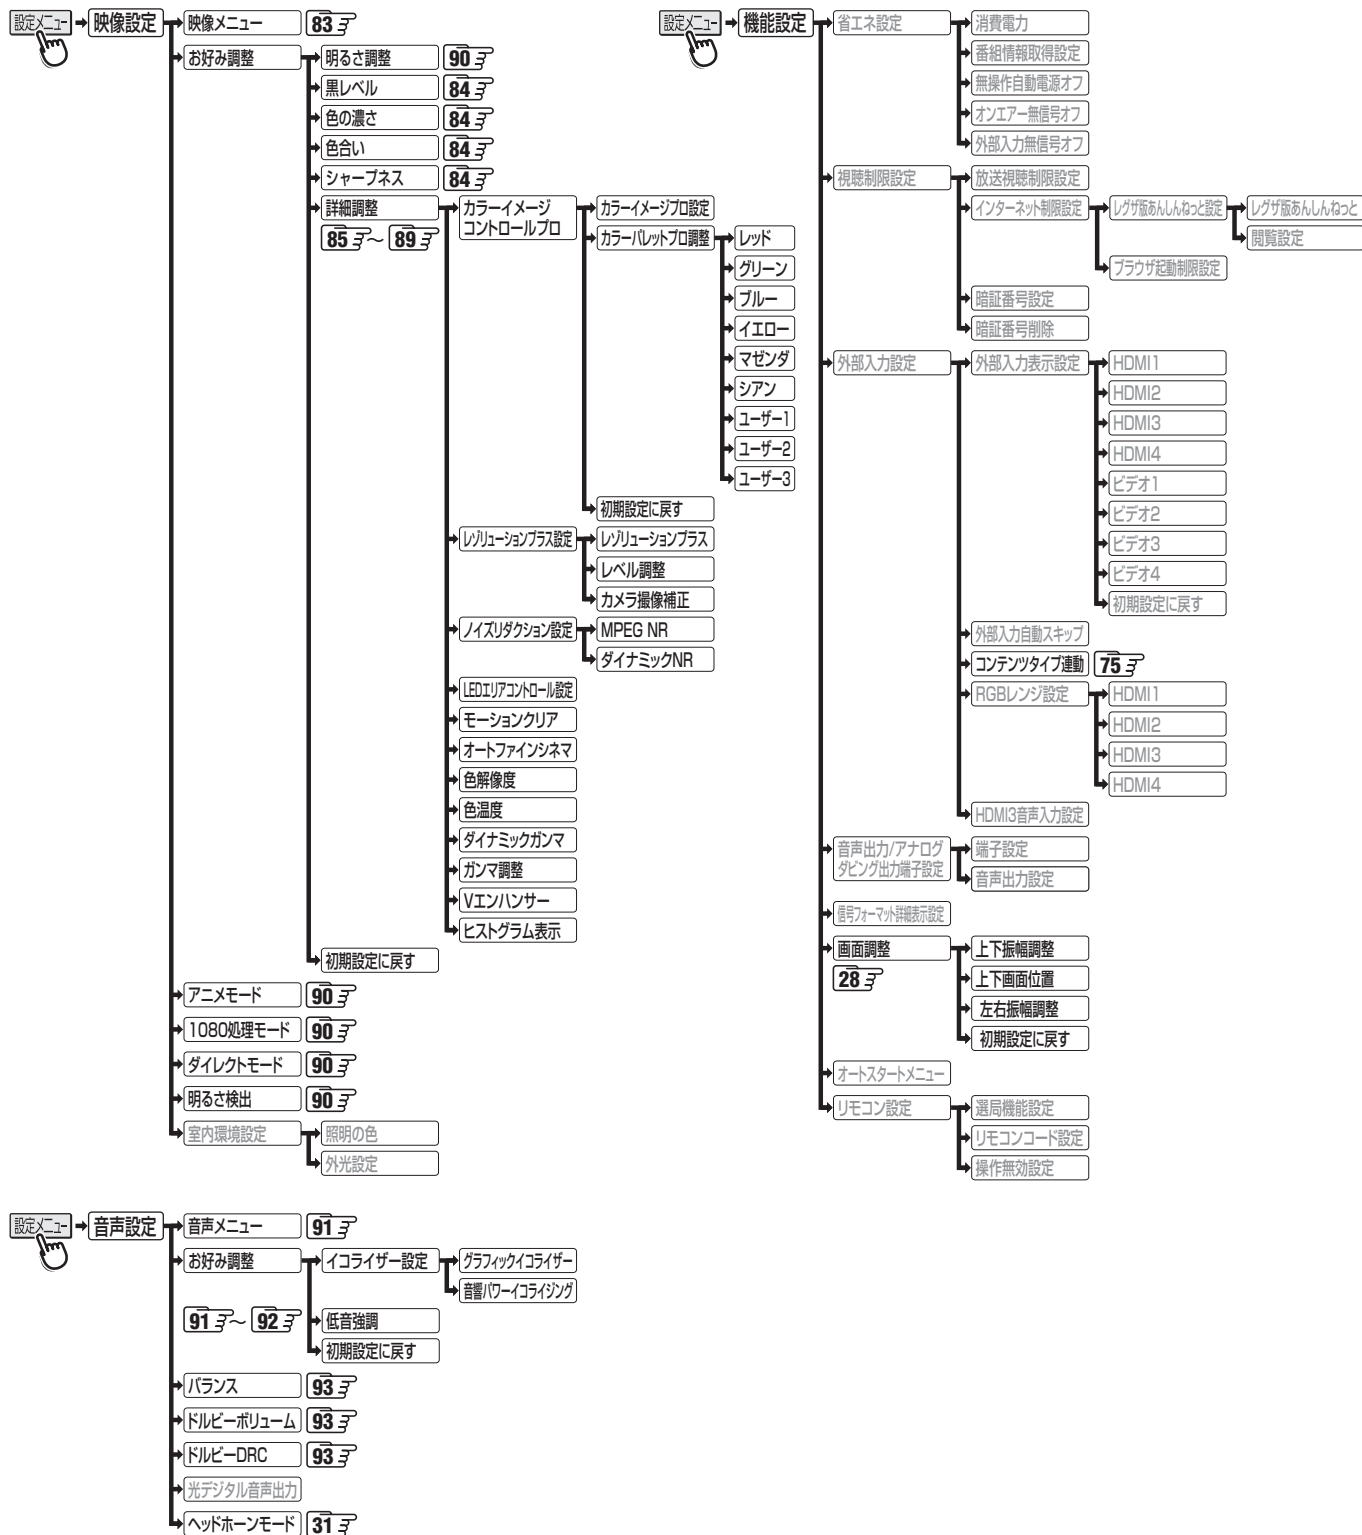 設定メニュー
映像設定
映像メニュー 83
お好み調整
明るさ調整 90
黒レベル 84
色の濃さ 84
色合い 84
シャープネス 84
詳細調整
85 ～ 89
カラーイメージ
コントロールプロ
カラーイメージプロ設定
カラーパレットプロ調整
レッド
グリーン
ブルー
イエロー
マゼンダ
シアン
ユーザー1
ユーザー2
ユーザー3
初期設定に戻す
レゾリューションプラス設定
レゾリューションプラス
レベル調整
カメラ撮像補正
ノイズリダクション設定
MPEG NR
ダイナミックNR
LEDエリアコントロール設定
モーションクリア
オートファインシネマ
色解像度
色温度
ダイナミックガンマ
ガンマ調整
Vエンハンサー
ヒストグラム表示
初期設定に戻す
アニメモード 90
1080処理モード 90
ダイレクトモード 90
明るさ検出 90
室内環境設定
照明の色
外光設定
設定メニュー
音声設定
音声メニュー 91
お好み調整
91 ～ 92
イコライザー設定
グラフィックイコライザー
音響パワーイコライジング
低音強調
初期設定に戻す
バランス 93
ドルビーボリューム 93
ドルビーDRC 93
光デジタル音声出力
ヘッドホーンモード 31
設定メニュー
機能設定
省エネ設定
消費電力
番組情報取得設定
無操作自動電源オフ
オンエアー無信号オフ
外部入力無信号オフ
視聴制限設定
放送視聴制限設定
インターネット制限設定
レグザ版あんしんねっと設定
レグザ版あんしんねっと
閲覧設定
ブラウザ起動制限設定
暗証番号設定
暗証番号削除
外部入力設定
外部入力表示設定
HDMI1
HDMI2
HDMI3
HDMI4
ビデオ1
ビデオ2
ビデオ3
ビデオ4
初期設定に戻す
外部入力自動スキップ
コンテンツタイプ連動 75
RGBレンジ設定
HDMI1
HDMI2
HDMI3
HDMI4
HDMI3音声入力設定
音声出力/アナログ
ダビング出力端子設定
端子設定
音声出力設定
信号フォーマット詳細表示設定
画面調整
28
上下振幅調整
上下画面位置
左右振幅調整
初期設定に戻す
オートスタートメニュー
リモコン設定
選局機能設定
リモコンコード設定
操作無効設定